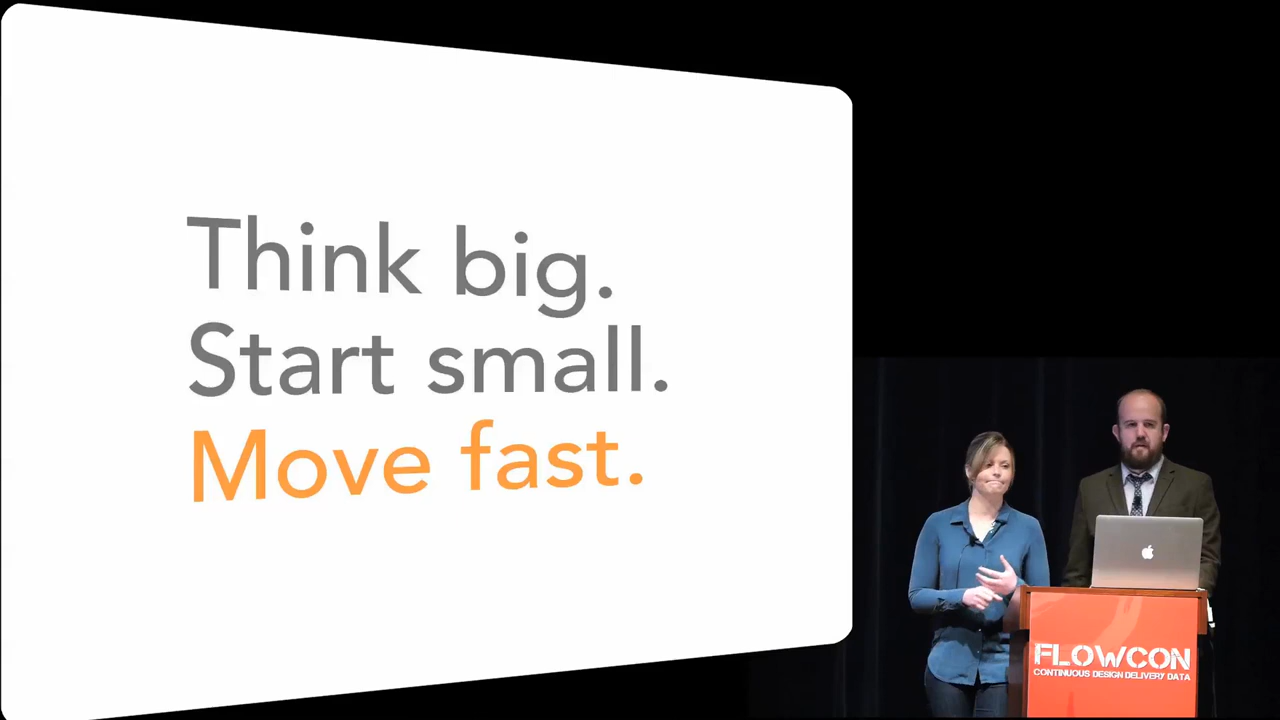 Think big.
Start small.
Move fast.
FLOWCON
CONTINUOUS DESIGN DELIVERY DATA